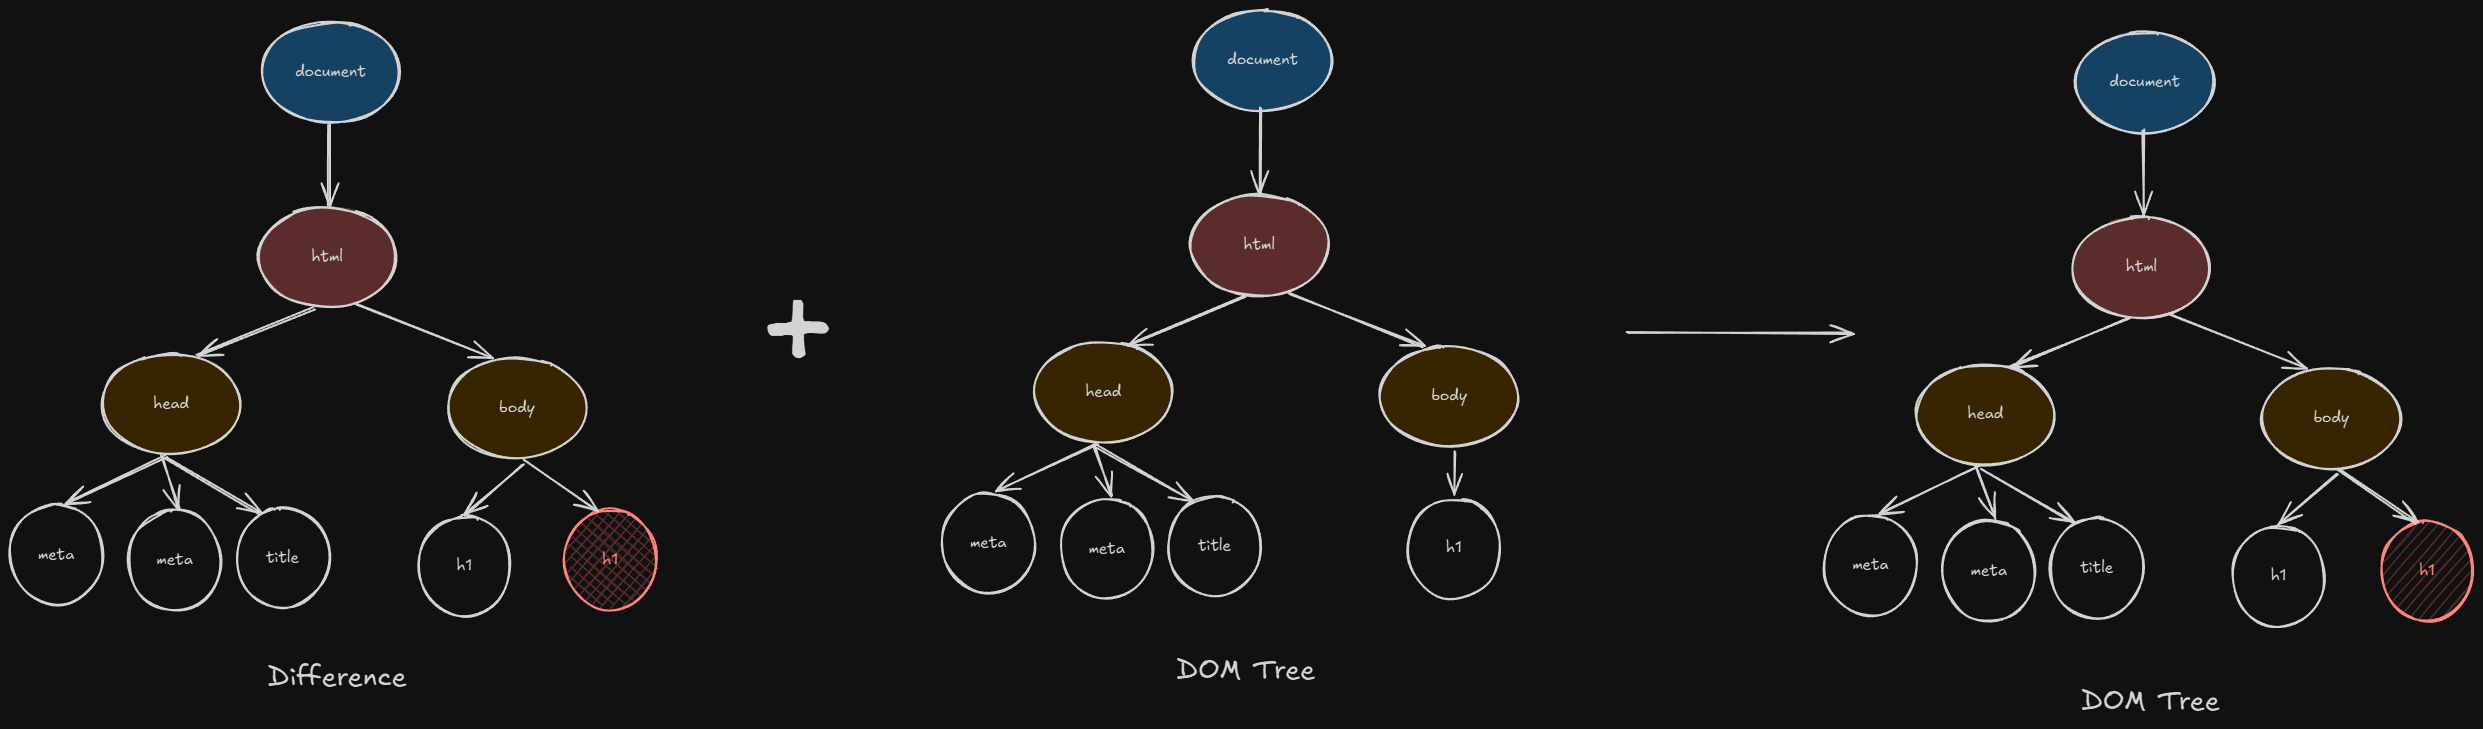 document
html
head
body
meta
meta
title
h1
h1
Difference
+
document
html
head
body
meta
meta
title
h1
DOM Tree
document
html
head
body
meta
meta
title
h1
h1
DOM Tree